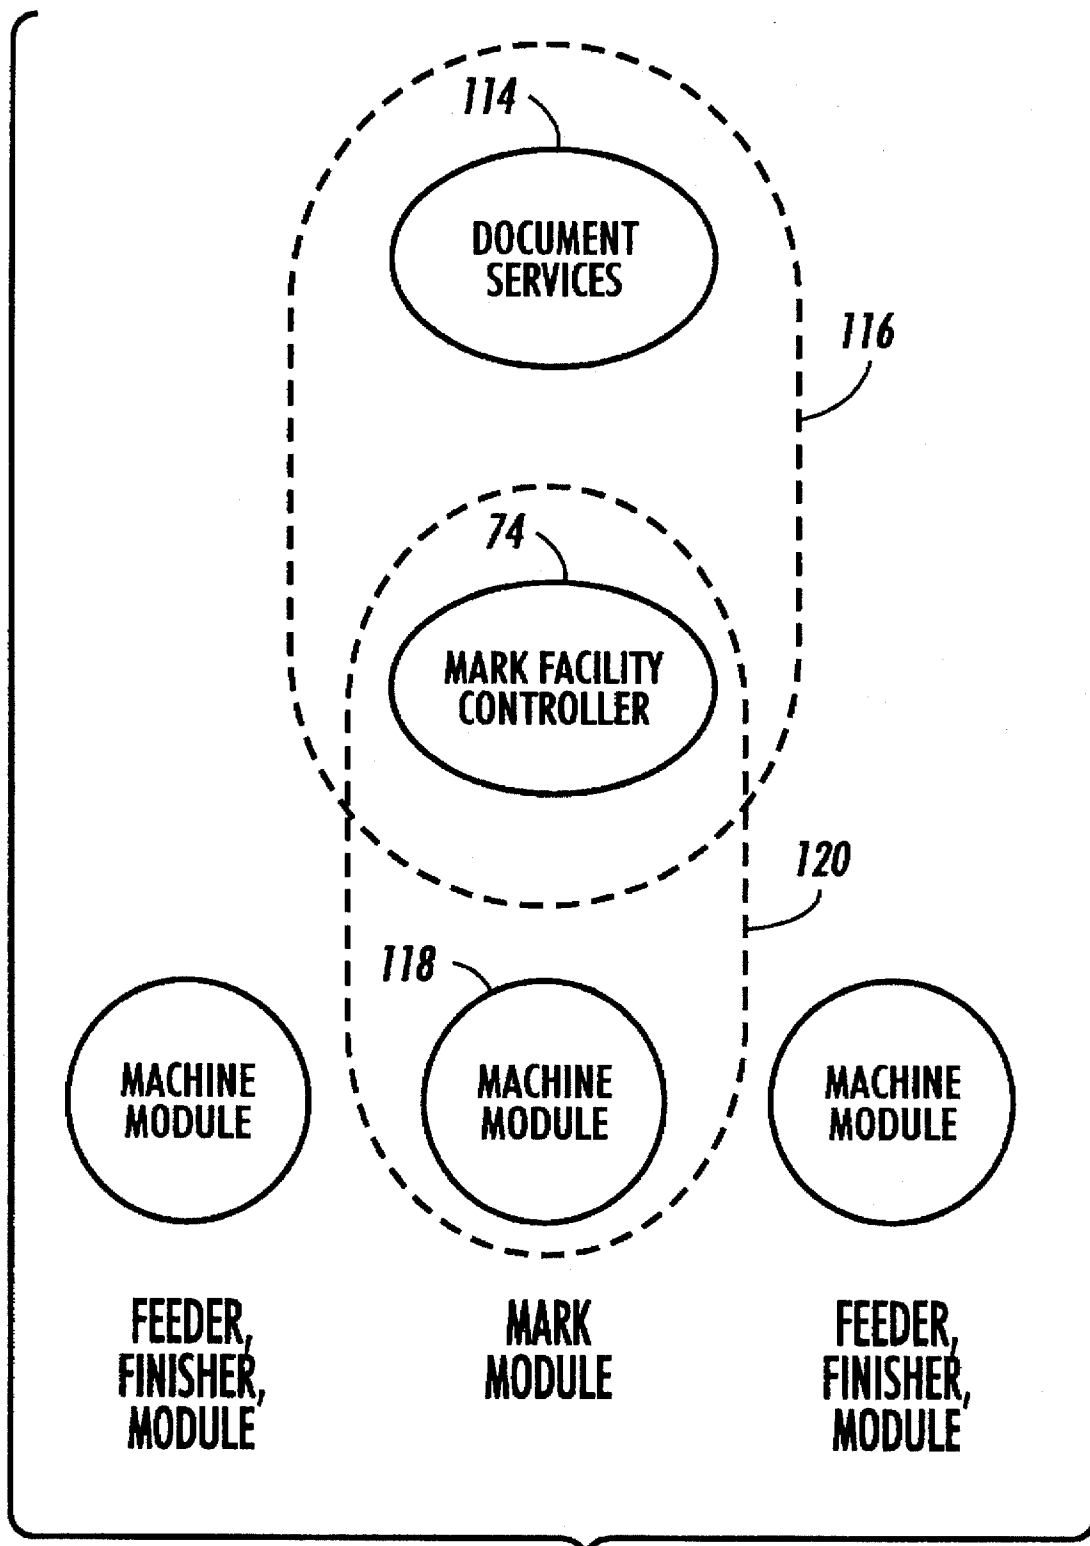 114
DOCUMENT
SERVICES
116
74
MARK FACILITY
CONTROLLER
120
118
MACHINE
MODULE
MACHINE
MODULE
MACHINE
MODULE
FEEDER,
FINISHER,
MODULE
MARK
MODULE
FEEDER,
FINISHER,
MODULE